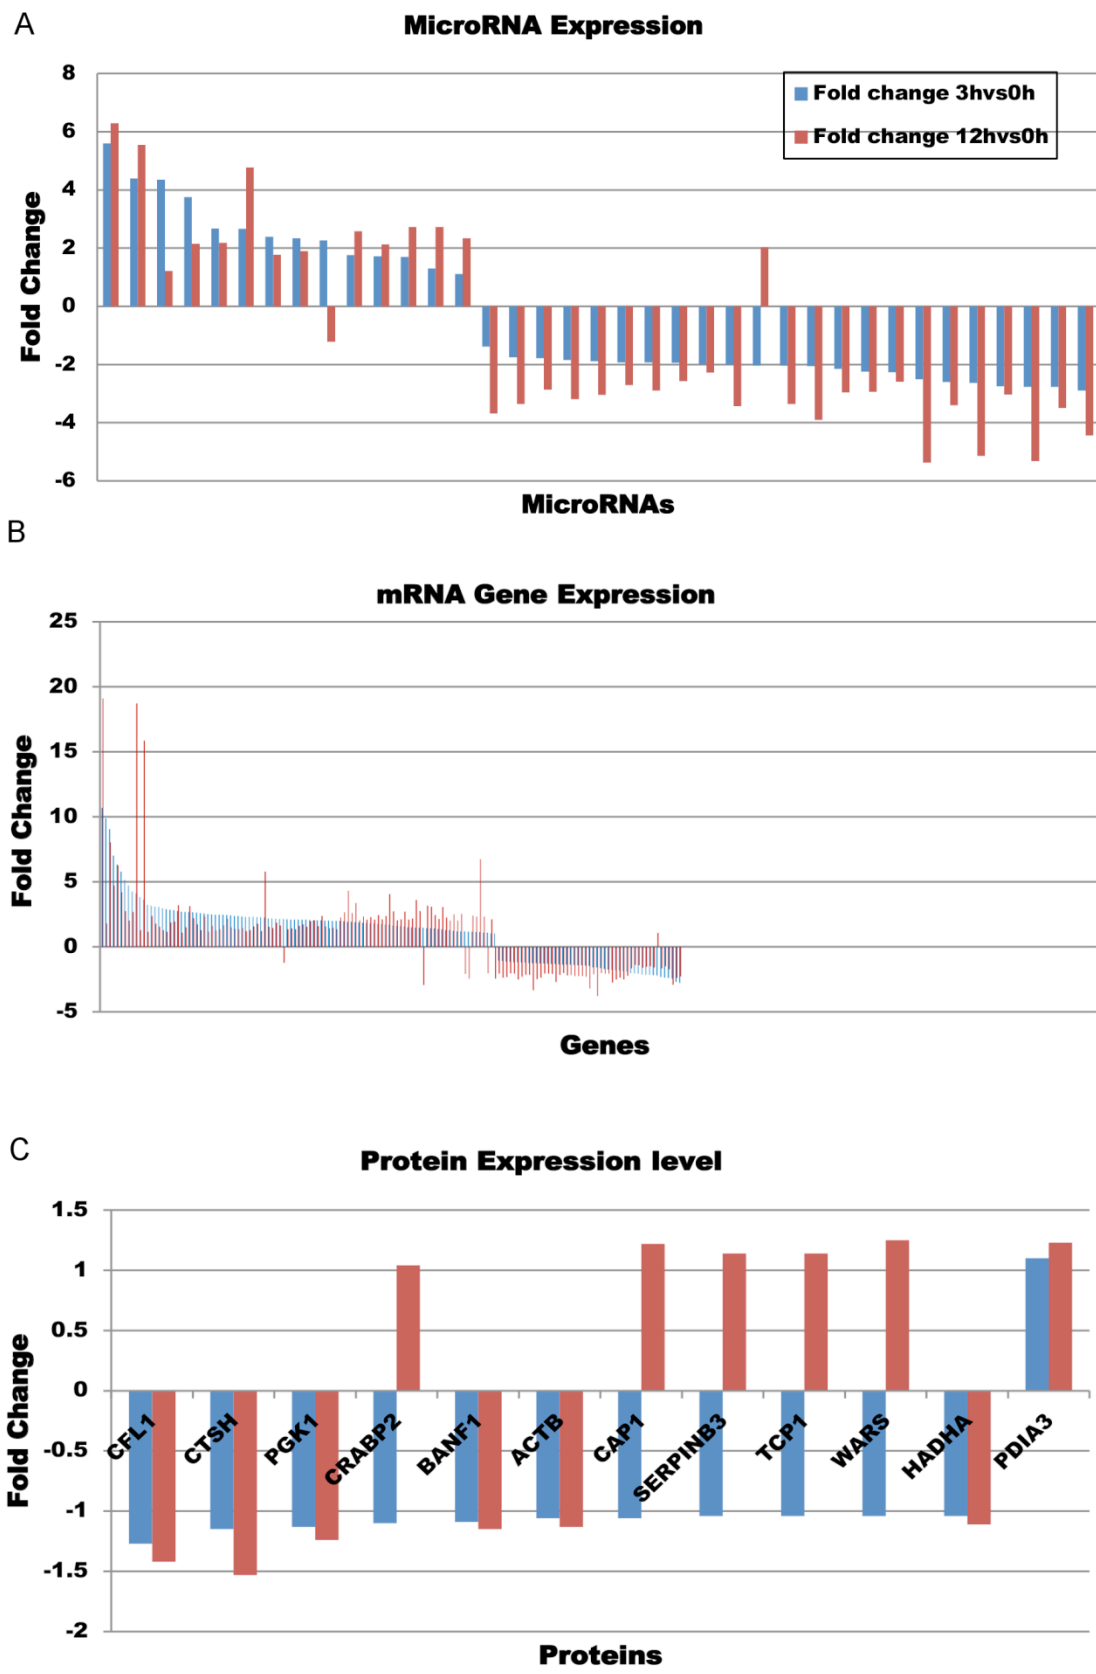 A
MicroRNA Expression
Fold change 3hvs0h
Fold change 12hvs0h
8
6
4
2
0
-2
-4
-6
Fold Change
MicroRNAs
B
mRNA Gene Expression
25
20
15
10
5
0
-5
Fold Change
Genes
C
Protein Expression level
1.5
1
0.5
0
-0.5
-1
-1.5
-2
Fold Change
CFL1
CTSH
PGK1
CRABP2
BANF1
ACTB
CAP1
SERPINB3
TCP1
WARS
HADHA
PDIA3
Proteins